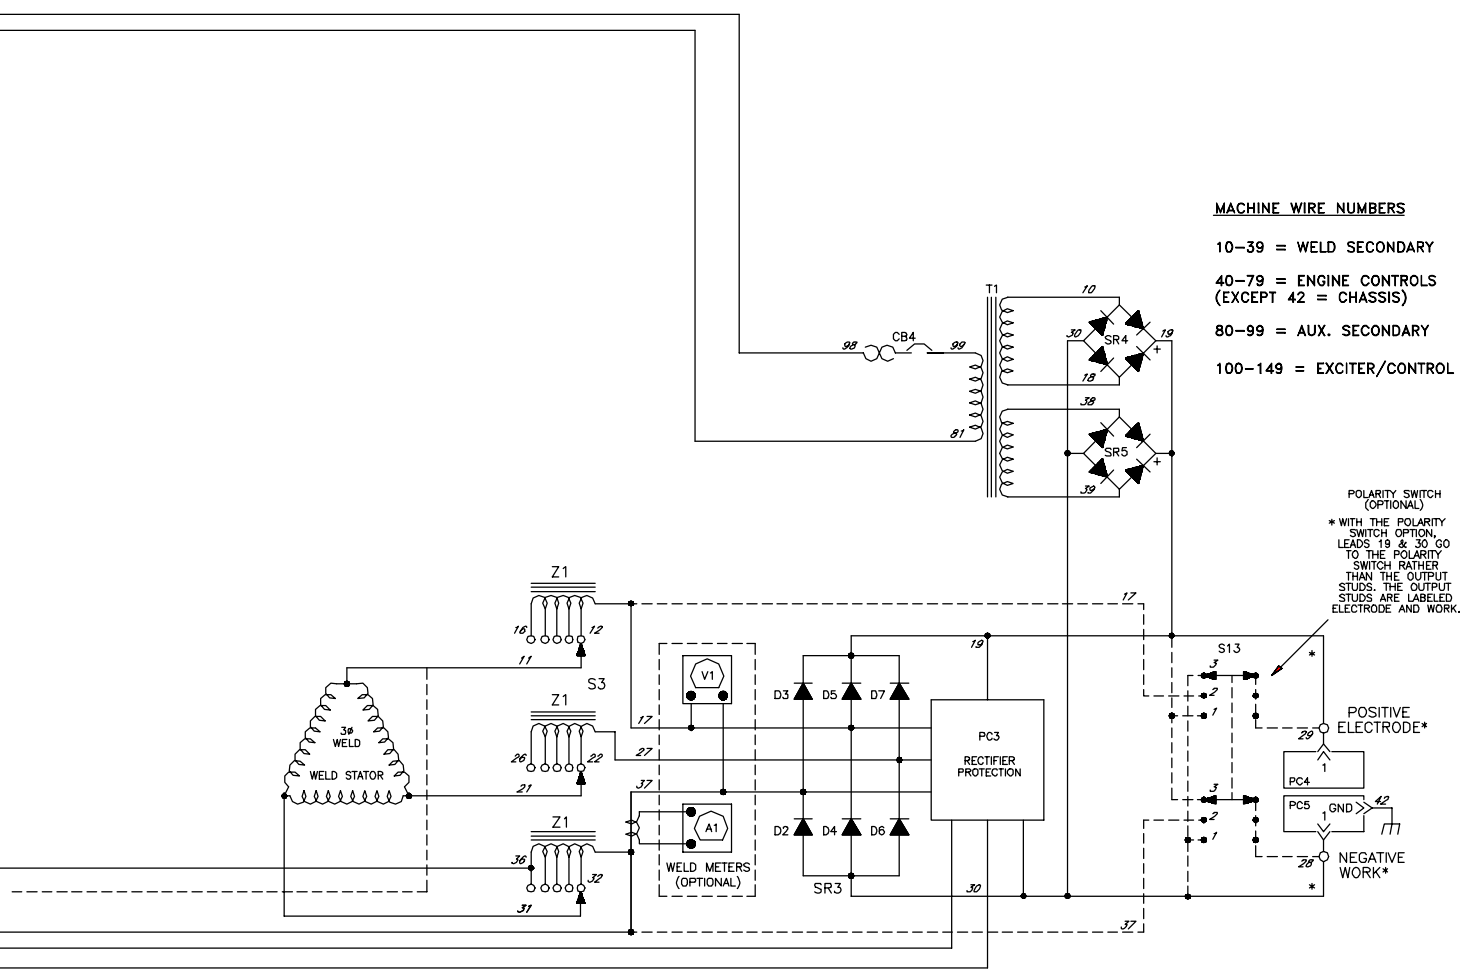 MACHINE WIRE NUMBERS
10-39 = WELD SECONDARY
40-79 = ENGINE CONTROLS
(EXCEPT 42 = CHASSIS)
80-99 = AUX. SECONDARY
100-149 = EXCITER/CONTROL
T1
10
98
CB4
99
30
SR4
19
+
18
38
81
SR5
+
39
POLARITY SWITCH
(OPTIONAL)
* WITH THE POLARITY
SWITCH OPTION,
LEADS 19 & 30 GO
TO THE POLARITY
SWITCH RATHER
THAN THE OUTPUT
STUDS. THE OUTPUT
STUDS ARE LABELED
ELECTRODE AND WORK.
Z1
16
12
17
11
S3
19
S13
*
3
V1
D3
D5
D7
2
1
Z1
17
3ø
WELD
WELD STATOR
26
22
27
21
37
PC3
RECTIFIER
PROTECTION
POSITIVE
ELECTRODE*
29
1
PC4
3
PC5
GND
42
1
2
1
A1
D2
D4
D6
Z1
36
32
31
WELD METERS
(OPTIONAL)
SR3
30
28
NEGATIVE
WORK*
*
37